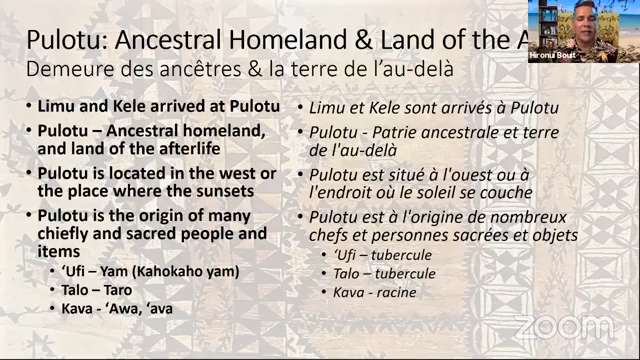 Pulotu: Ancestral Homeland & Land of the A
Demeure des ancêtres & la terre de l’au-delà
• Limu and Kele arrived at Pulotu
• Pulotu – Ancestral homeland,
and land of the afterlife
• Pulotu is located in the west or
the place where the sunsets
• Pulotu is the origin of many
chiefly and sacred people and
items
• ‘Ufi – Yam (Kahokaho yam)
• Talo – Taro
• Kava - ‘Awa, ‘ava
• Limu et Kele sont arrivés à Pulotu
• Pulotu - Patrie ancestrale et terre
de l'au-delà
• Pulotu est situé à l'ouest ou à
l'endroit où le soleil se couche
• Pulotu est à l'origine de nombreux
chefs et personnes sacrées et objets
• ‘Ufi – tubercule
• Talo – tubercule
• Kava - racine
Hironui Bouit
zoom